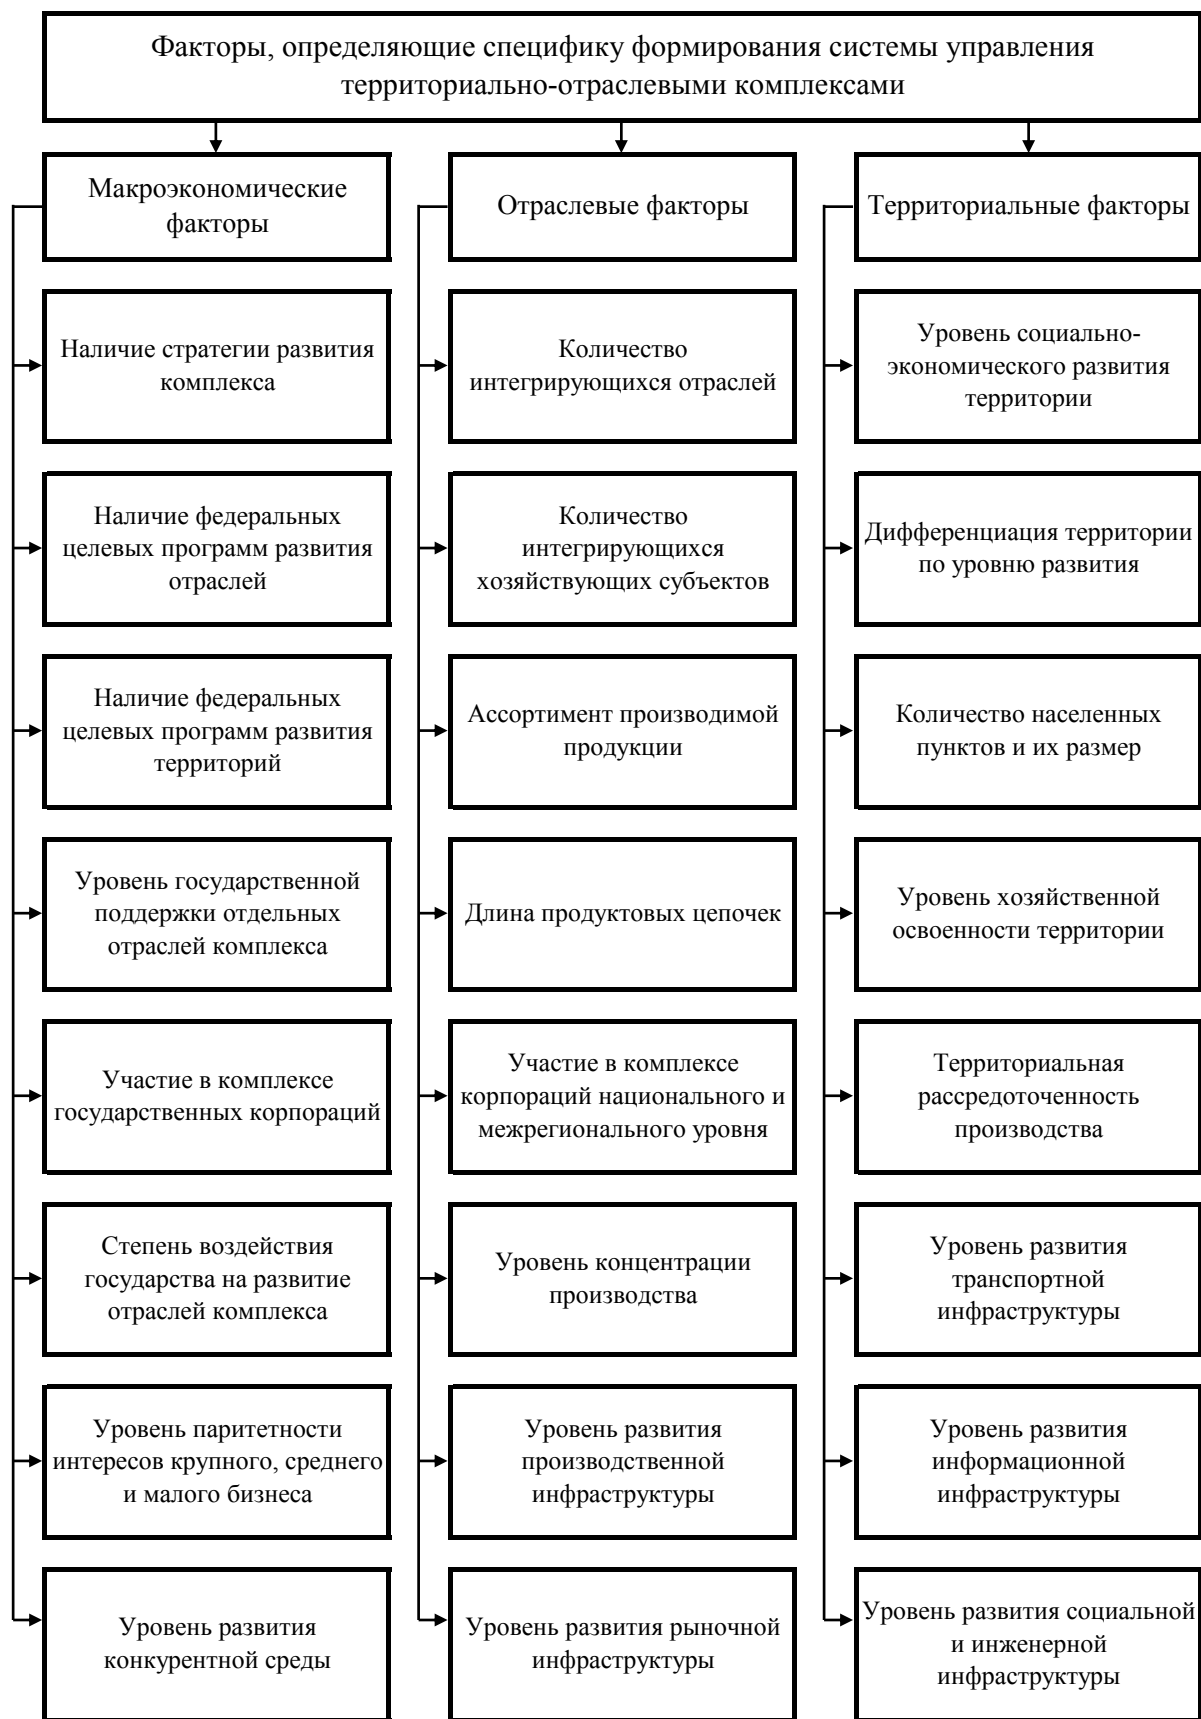 Факторы, определяющие специфику формирования системы управления
территориально-отраслевыми комплексами
Макроэкономические
факторы
Отраслевые факторы
Территориальные факторы
Наличие стратегии развития
комплекса
Количество
интегрирующихся отраслей
Уровень социально-
экономического развития
территории
Наличие федеральных
целевых программ развития
отраслей
Количество
интегрирующихся
хозяйствующих субъектов
Дифференциация территории
по уровню развития
Наличие федеральных
целевых программ развития
территорий
Ассортимент производимой
продукции
Количество населенных
пунктов и их размер
Уровень государственной
поддержки отдельных
отраслей комплекса
Длина продуктовых цепочек
Уровень хозяйственной
освоенности территории
Участие в комплексе
государственных корпораций
Участие в комплексе
корпораций национального и
межрегионального уровня
Территориальная
рассредоточенность
производства
Степень воздействия
государства на развитие
отраслей комплекса
Уровень концентрации
производства
Уровень развития
транспортной
инфраструктуры
Уровень паритетности
интересов крупного, среднего
и малого бизнеса
Уровень развития
производственной
инфраструктуры
Уровень развития
информационной
инфраструктуры
Уровень развития
конкурентной среды
Уровень развития рыночной
инфраструктуры
Уровень развития социальной
и инженерной
инфраструктуры